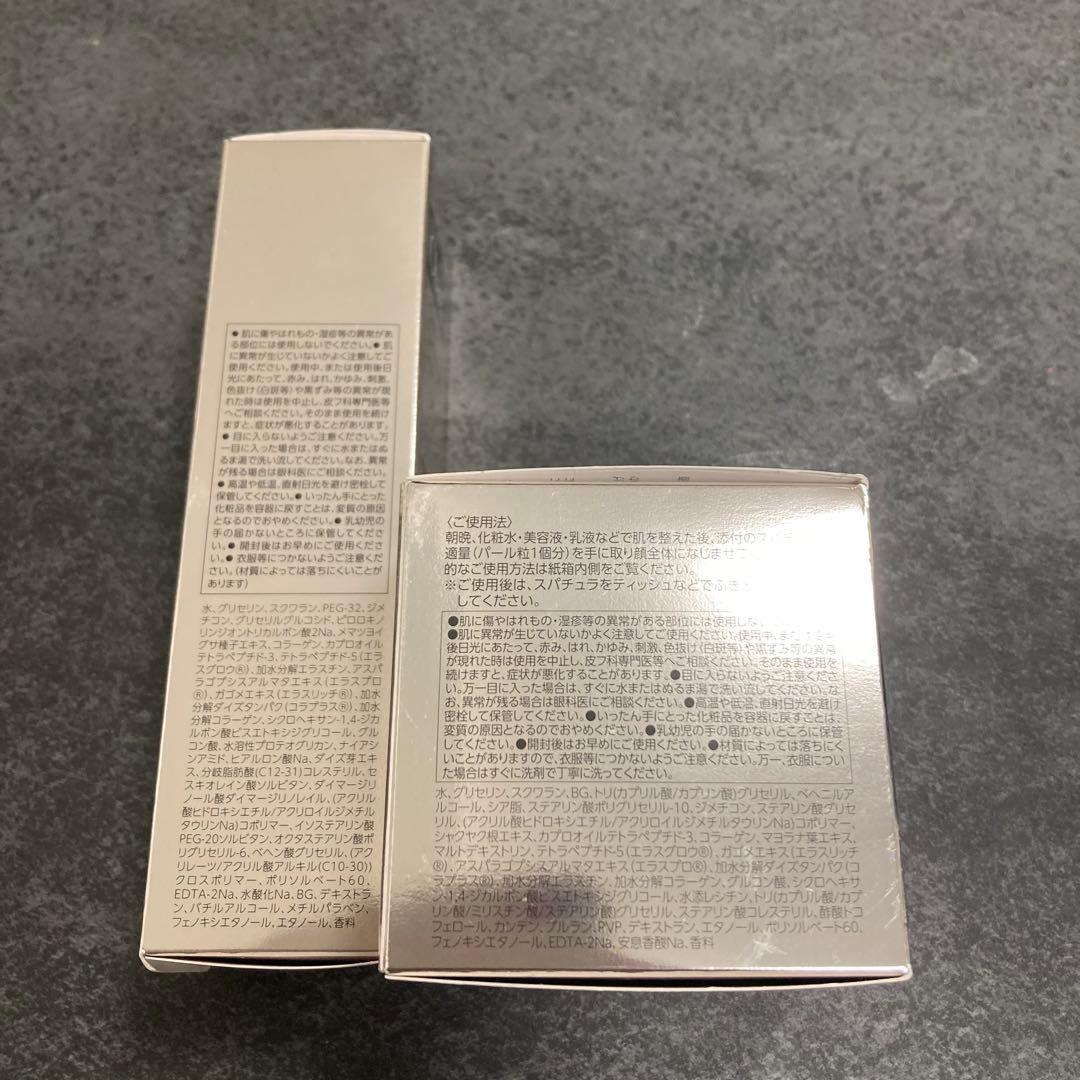 ● 肌に傷やはれもの・湿疹等の異常があ
る部位には使用しないでください。● 肌
に異常が生じていないかよく注意してご
使用ください。使用中、または使用後日
光にあたって、赤み、はれ、かゆみ、刺激、
色抜け(白斑等)や黒ずみ等の異常が現
れた時は使用を中止し、皮フ科専門医等
へご相談ください。そのまま使用を続け
ますと、症状が悪化することがあります。
● 目に入らないようご注意ください。万
一目に入った場合は、すぐに水またはぬ
るま湯で洗い流してください。なお、異常
が残る場合は眼科医にご相談ください。
● 高温や低温、直射日光を避け密栓して
保管してください。● いったん手にとった
化粧品を容器に戻すことは、変質の原因
となるのでおやめください。● 乳幼児の
手の届かないところに保管してくださ
い。● 開封後はお早めにご使用くださ
い。● 衣服等につかないようご注意くだ
さい。(材質によっては落ちにくいことが
あります)
水、グリセリン、スクワラン、PEG-32、ジメ
チコン、グリセリルグルコシド、ピロロキノ
リンジオントリカルボン酸2Na、メマツヨイ
グサ種子エキス、コラーゲン、カプロオイル
テトラペプチド-3、テトラペプチド-5(エラ
スグロウ®)、加水分解エラスチン、アスパ
ラゴプシスアルマタエキス(エラスプロ
®)、ガゴメエキス(エラスリッチ®)、加水
分解ダイズタンパク(コラプラス®)、加水
分解コラーゲン、シクロヘキサン-1,4-ジカ
ルボン酸ビスエトキシジグリコール、グル
コン酸、水溶性プロテオグリカン、ナイアシ
ンアミド、ヒアルロン酸Na、ダイズ芽エキ
ス、分岐脂肪酸(C12-31)コレステリル、セ
スキオレイン酸ソルビタン、ダイマージリ
ノール酸ダイマージリノレイル、(アクリル
酸ヒドロキシエチル/アクリロイルジメチル
タウリンNa)コポリマー、イソステアリン酸
PEG-20ソルビタン、オクタステアリン酸ポ
リグリセリル-6、ベヘン酸グリセリル、(アク
リレーツ/アクリル酸アルキル(C10-30))
クロスポリマー、ポリソルベート60、
EDTA-2Na、水酸化Na、BG、デキストラ
ン、バチルアルコール、メチルパラベン、
フェノキシエタノール、エタノール、香料
〈ご使用法〉
朝晩、化粧水・美容液・乳液などで肌を整えた後、添付のスパチ
適量(パール粒1個分)を手に取り顔全体になじませて
的なご使用方法は紙箱内側をご覧ください。
※ご使用後は、スパチュラをティッシュなどでふき
してください。
●肌に傷やはれもの・湿疹等の異常がある部位には使用しない
●肌に異常が生じていないかよく注意してご使用ください。使用中、または使用
後日光にあたって、赤み、はれ、かゆみ、刺激、色抜け(白斑等)や黒ずみ等の異常
が現れた時は使用を中止し、皮フ科専門医等へご相談ください。そのまま使用を
続けますと、症状が悪化することがあります。●目に入らないようご注意くださ
い。万一目に入った場合は、すぐに水またはぬるま湯で洗い流してください。な
お、異常が残る場合は眼科医にご相談ください。●高温や低温、直射日光を避け
密栓して保管してください。●いったん手にとった化粧品を容器に戻すことは、
変質の原因となるのでおやめください。●乳幼児の手の届かないところに保管
してください。●開封後はお早めにご使用ください。●材質によっては落ちにく
いことがありますので、衣服等につかないようご注意ください。万一、衣服につい
た場合はすぐに洗剤で丁寧に洗ってください。
水、グリセリン、スクワラン、BG、トリ(カプリル酸/カプリン酸)グリセリル、ベヘニルア
ルコール、シア脂、ステアリン酸ポリグリセリル-10、ジメチコン、ステアリン酸グリセ
リル、(アクリル酸ヒドロキシエチル/アクリロイルジメチルタウリンNa)コポリマー、
シャクヤク根エキス、カプロオイルテトラペプチド-3、コラーゲン、マヨラナ葉エキス、
マルトデキストリン、テトラペプチド-5(エラスグロウ®)、ガゴメエキス(エラスリッチ
®)、アスパラゴプシスアルマタエキス(エラスプロ®)、加水分解ダイズタンパク(コ
ラプラス®)、加水分解エラスチン、加水分解コラーゲン、グルコン酸、シクロヘキサ
ン-1,4-ジカルボン酸ビスエトキシジグリコール、水添レシチン、トリ(カプリル酸/カプ
リン酸/ミリスチン酸/ステアリン酸)グリセリル、ステアリン酸コレステリル、酢酸ト
コフェロール、カンテン、プルラン、PVP、デキストラン、エタノール、ポリソルベート60、
フェノキシエタノール、EDTA-2Na、安息香酸Na、香料